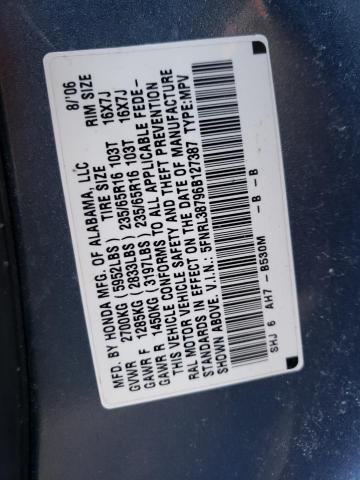 MFD. BY HONDA MFG. OF ALABAMA, LLC 8/'06
TIRE SIZE RIM SIZE
GVWR 2700KG (5952LBS)
GAWR F 1285KG (2833LBS) 235/65R16 103T 16X7J
GAWR R 1450KG (3197LBS) 235/65R16 103T 16X7J
THIS VEHICLE CONFORMS TO ALL APPLICABLE FEDE-
RAL MOTOR VEHICLE SAFETY AND THEFT PREVENTION
STANDARDS IN EFFECT ON THE DATE OF MANUFACTURE
SHOWN ABOVE. V.I.N.: 5FNRL38796B127387 TYPE:MPV
SHJ 6 AH7 - B530M - B - B